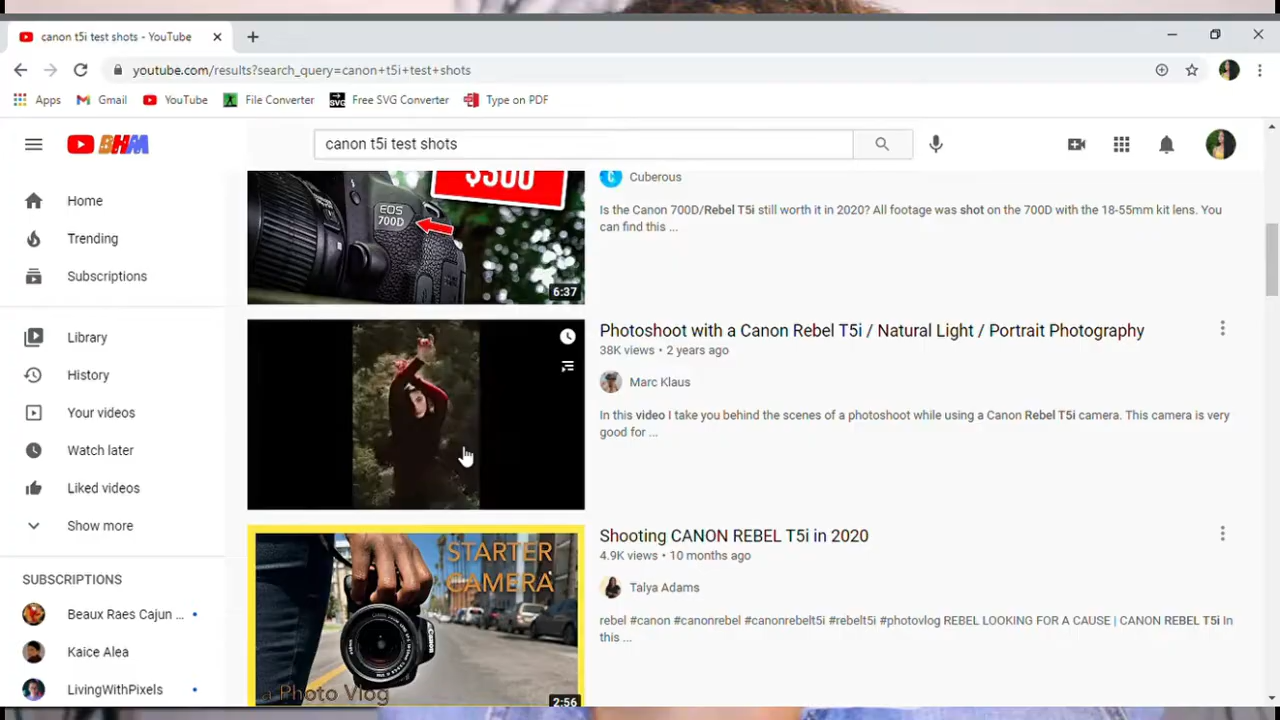 canon t5i test shots - YouTube
youtube.com/results?search_query=canon+t5i+test+shots
Apps Gmail YouTube File Converter SVG Free SVG Converter Type on PDF
BHM canon t5i test shots
$300
EOS
700D
6:37
Cuberous
Is the Canon 700D/Rebel T5i still worth it in 2020? All footage was shot on the 700D with the 18-55mm kit lens. You
can find this ...
Home
Trending
Subscriptions
Library
History
Your videos
Watch later
Liked videos
Show more
SUBSCRIPTIONS
Beaux Raes Cajun ...
Kaice Alea
LivingWithPixels
Photoshoot with a Canon Rebel T5i / Natural Light / Portrait Photography
38K views • 2 years ago
Marc Klaus
In this video I take you behind the scenes of a photoshoot while using a Canon Rebel T5i camera. This camera is very
good for ...
STARTER
CAMERA
a Photo Vlog
2:56
Shooting CANON REBEL T5i in 2020
4.9K views • 10 months ago
Talya Adams
rebel #canon #canonrebel #canonrebelt5i #rebelt5i #photovlog REBEL LOOKING FOR A CAUSE | CANON REBEL T5i In
this ...